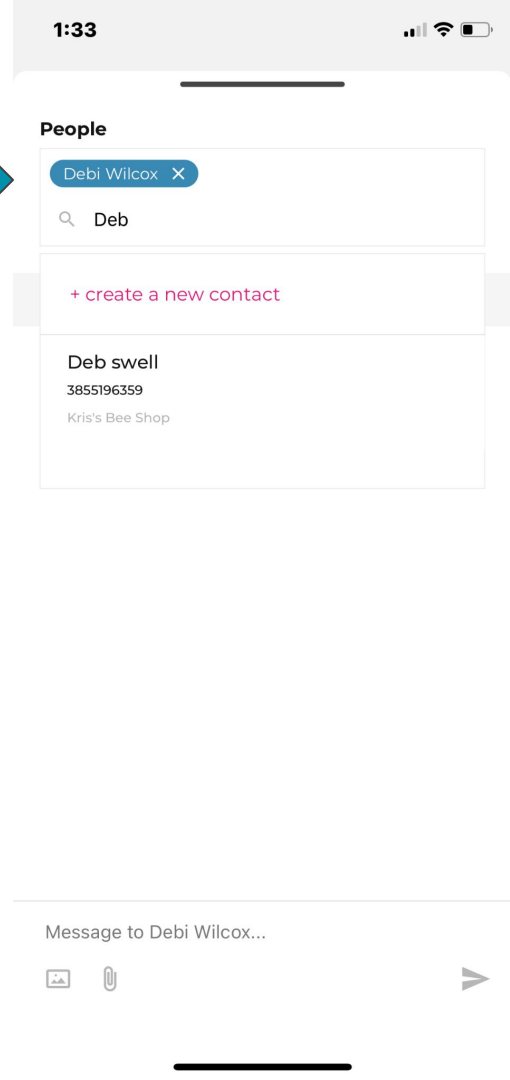 1:33
People
Debi Wilcox
Deb
+ create a new contact
Deb swell
3855196359
Kris's Bee Shop
Message to Debi Wilcox...